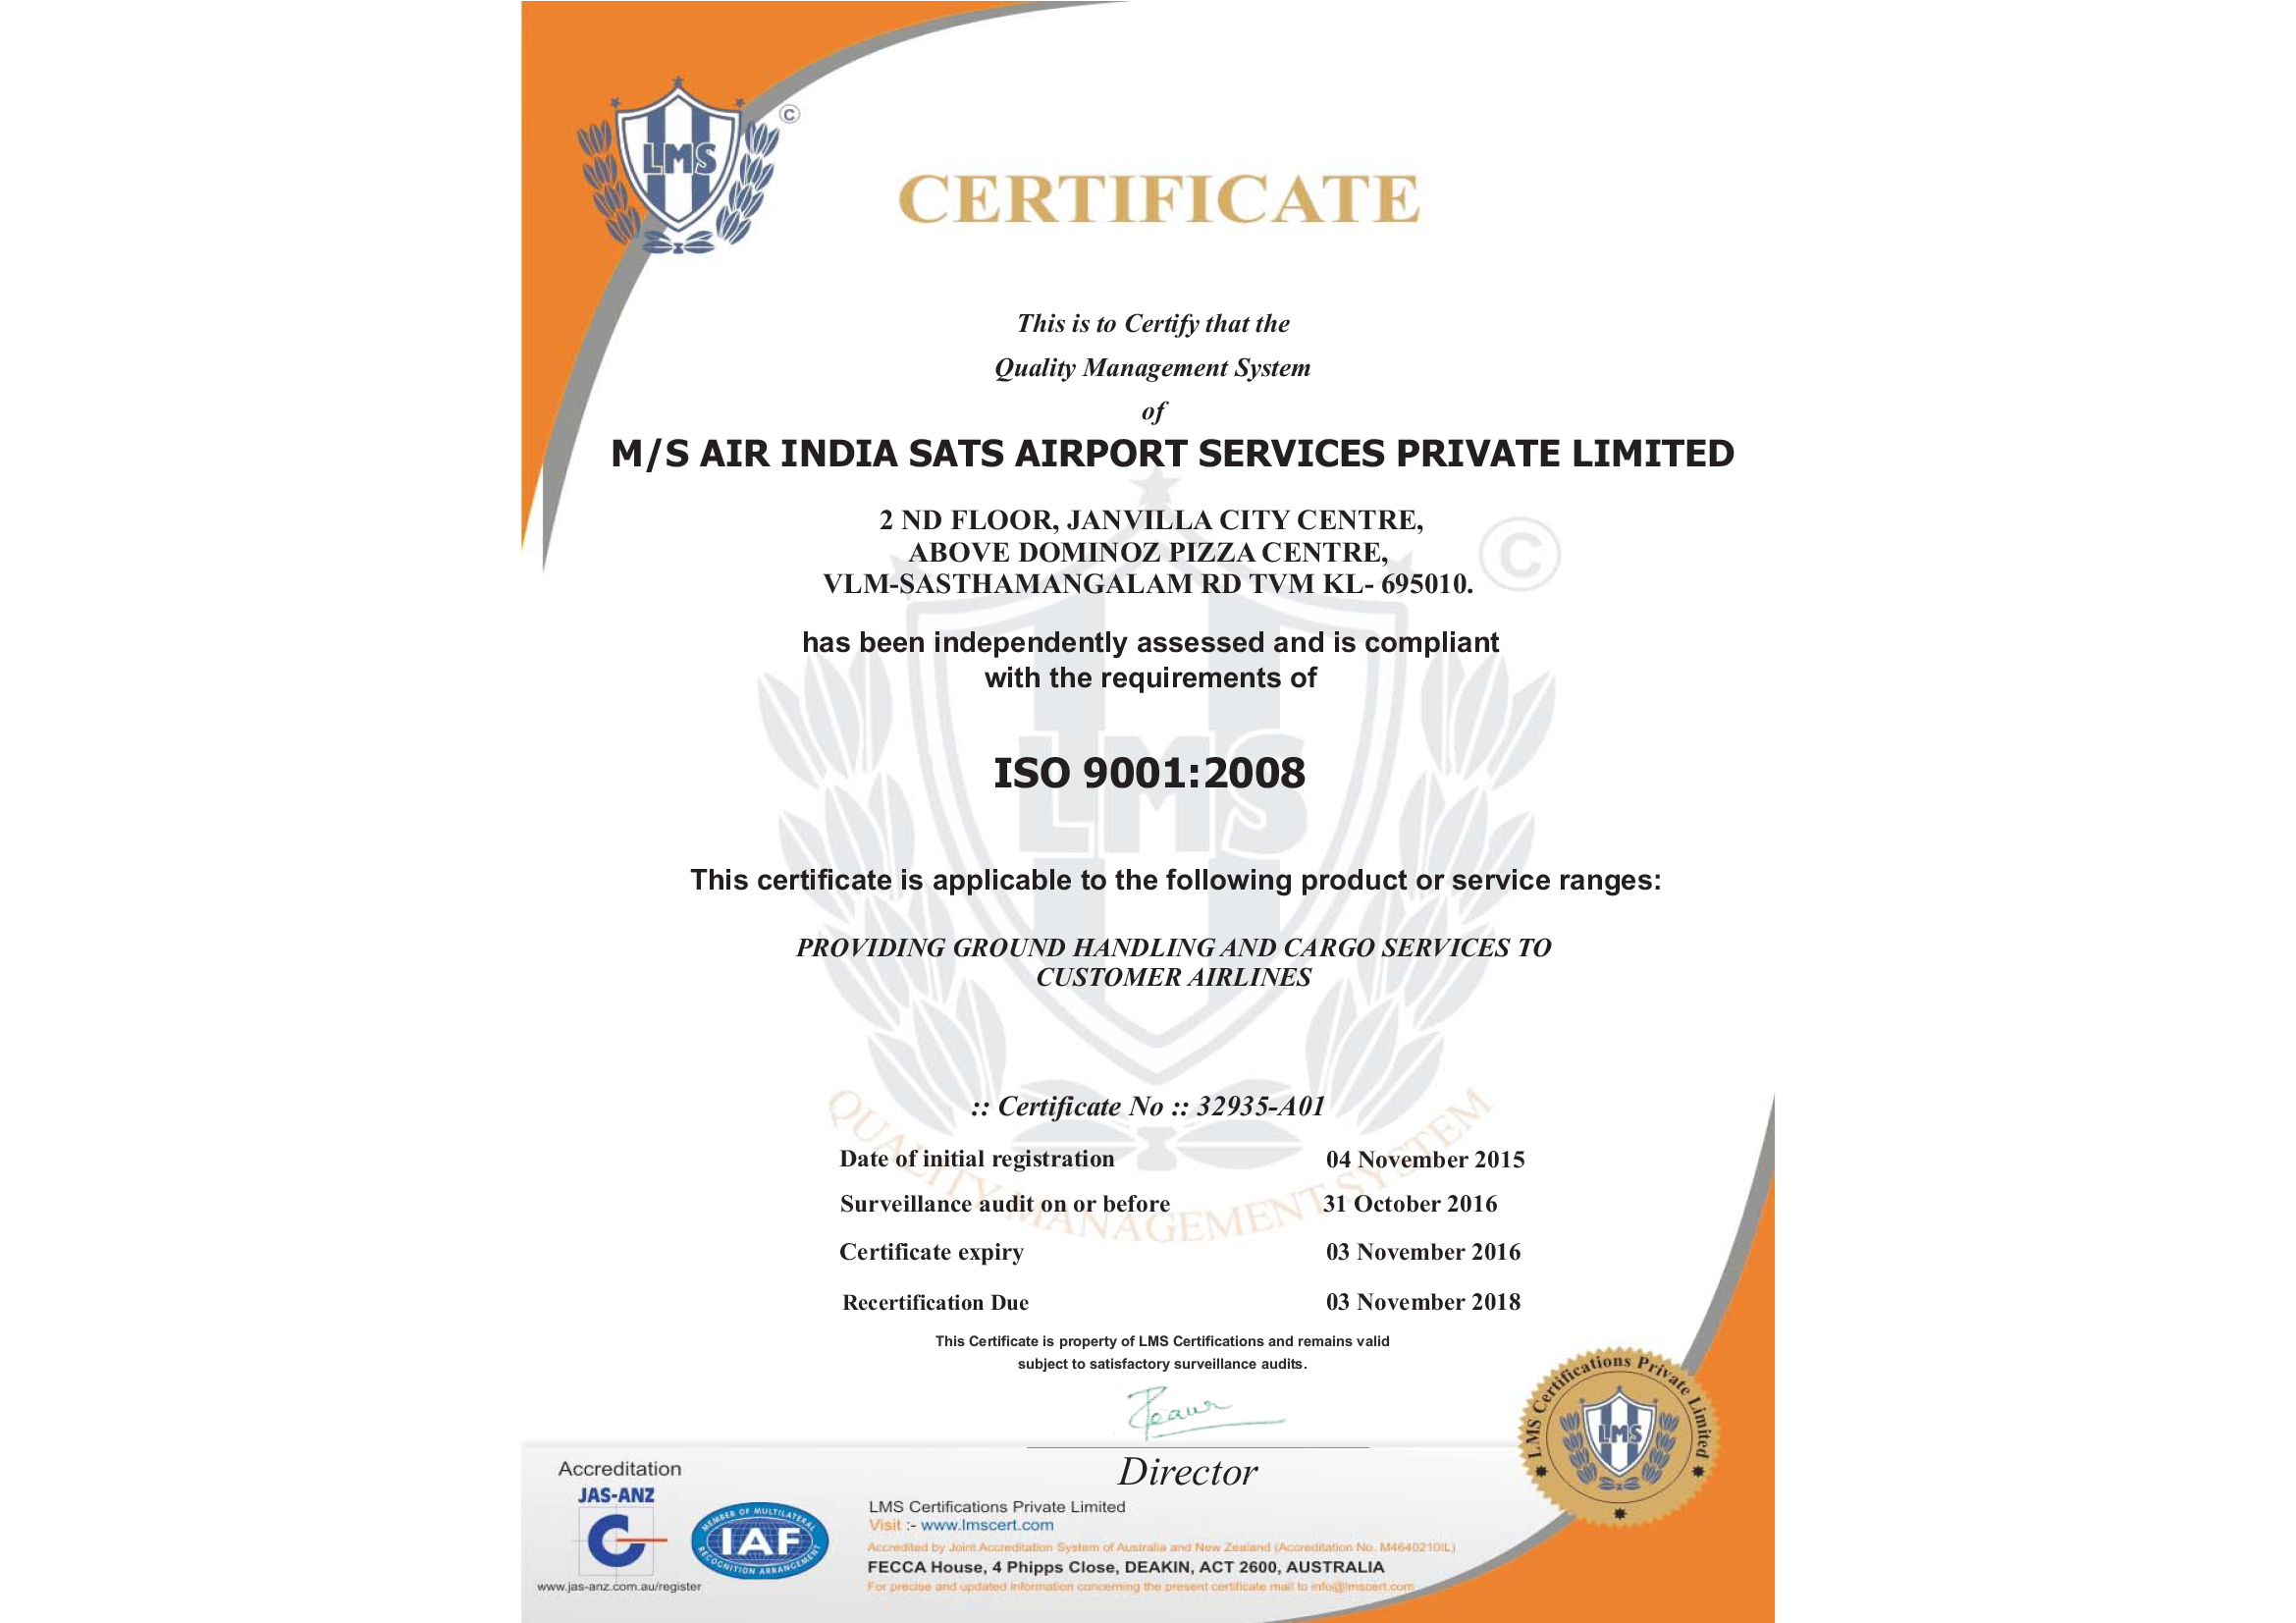 LMS
©
CERTIFICATE
This is to Certify that the
Quality Management System
of
M/S AIR INDIA SATS AIRPORT SERVICES PRIVATE LIMITED
2 ND FLOOR, JANVILLA CITY CENTRE,
ABOVE DOMINOZ PIZZA CENTRE,
VLM-SASTHAMANGALAM RD TVM KL- 695010.
©
has been independently assessed and is compliant
with the requirements of
ISO 9001:2008
LMS
This certificate is applicable to the following product or service ranges:
PROVIDING GROUND HANDLING AND CARGO SERVICES TO
CUSTOMER AIRLINES
QUALITY MANAGEMENT SYSTEM
:: Certificate No :: 32935-A01
Date of initial registration 04 November 2015
Surveillance audit on or before 31 October 2016
Certificate expiry 03 November 2016
Recertification Due 03 November 2018
This Certificate is property of LMS Certifications and remains valid
subject to satisfactory surveillance audits.
Director
LMS Certifications Private Limited
LMS
Accreditation
JAS-ANZ
www.jas-anz.com.au/register
MEMBER OF MULTILATERAL
IAF
RECOGNITION ARRANGEMENT
LMS Certifications Private Limited
Visit :- www.lmscert.com
Accredited by Joint Accreditation System of Australia and New Zealand (Accreditation No. M4640210IL)
FECCA House, 4 Phipps Close, DEAKIN, ACT 2600, AUSTRALIA
For precise and updated information concerning the present certificate mail to info@lmscert.com